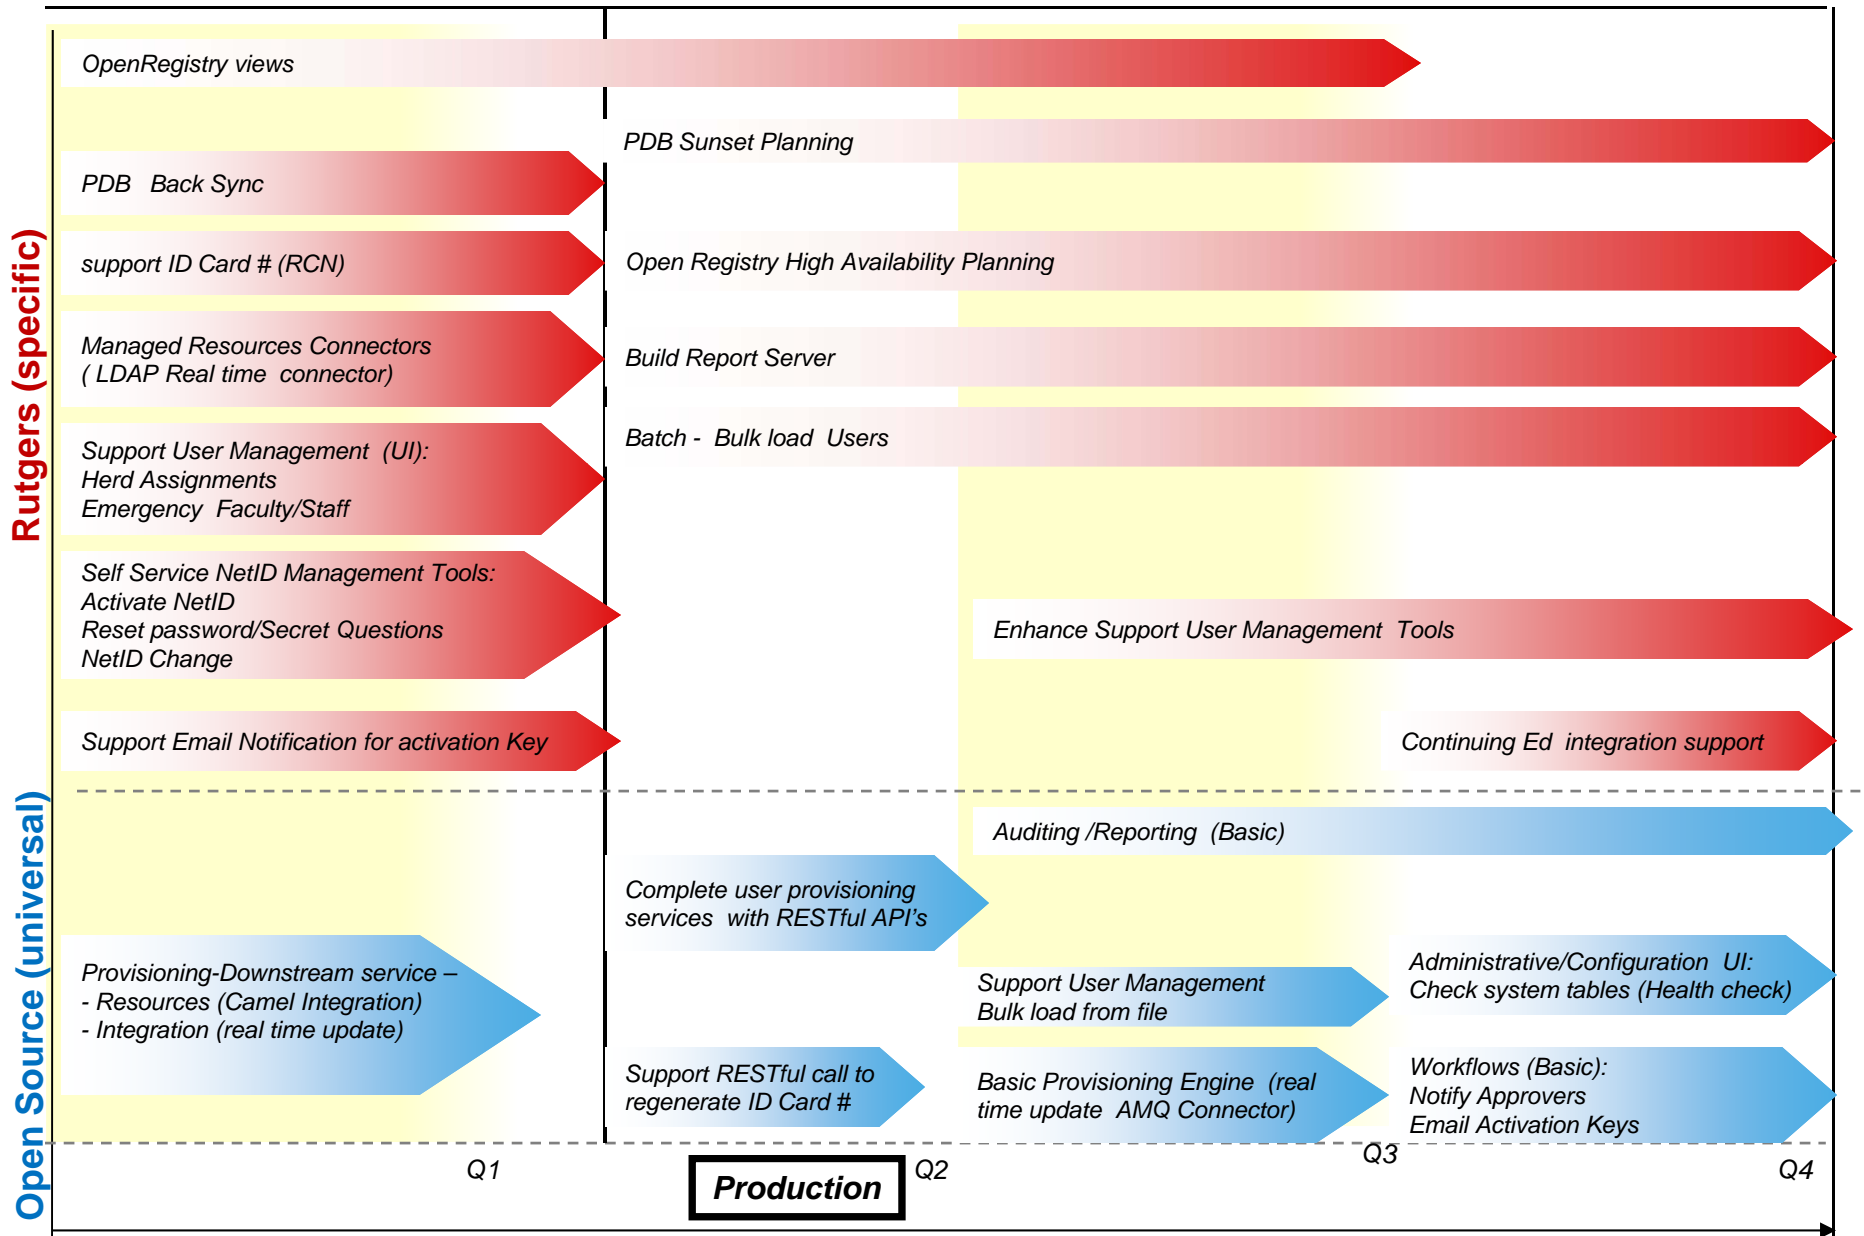 Rutgers (specific)
OpenRegistry views
PDB Sunset Planning
PDB Back Sync
support ID Card # (RCN)
Open Registry High Availability Planning
Managed Resources Connectors
( LDAP Real time connector)
Build Report Server
Support User Management (UI):
Herd Assignments
Emergency Faculty/Staff
Batch - Bulk load Users
Self Service NetID Management Tools:
Activate NetID
Reset password/Secret Questions
NetID Change
Enhance Support User Management Tools
Support Email Notification for activation Key
Continuing Ed integration support
Open Source (universal)
Auditing /Reporting (Basic)
Complete user provisioning
services with RESTful API’s
Provisioning-Downstream service –
- Resources (Camel Integration)
- Integration (real time update)
Support User Management
Bulk load from file
Administrative/Configuration UI:
Check system tables (Health check)
Support RESTful call to
regenerate ID Card #
Basic Provisioning Engine (real
time update AMQ Connector)
Workflows (Basic):
Notify Approvers
Email Activation Keys
Q1
Q2
Q3
Q4
Production